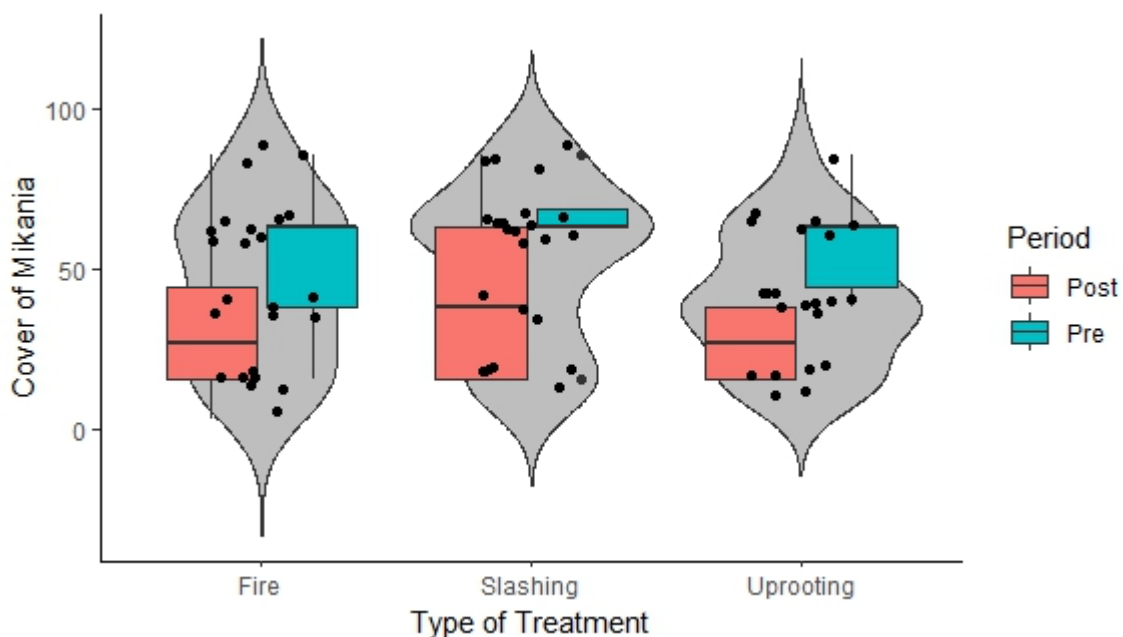 100
50
0
Cover of Mikania
Fire
Slashing
Uprooting
Type of Treatment
Period
Post
Pre